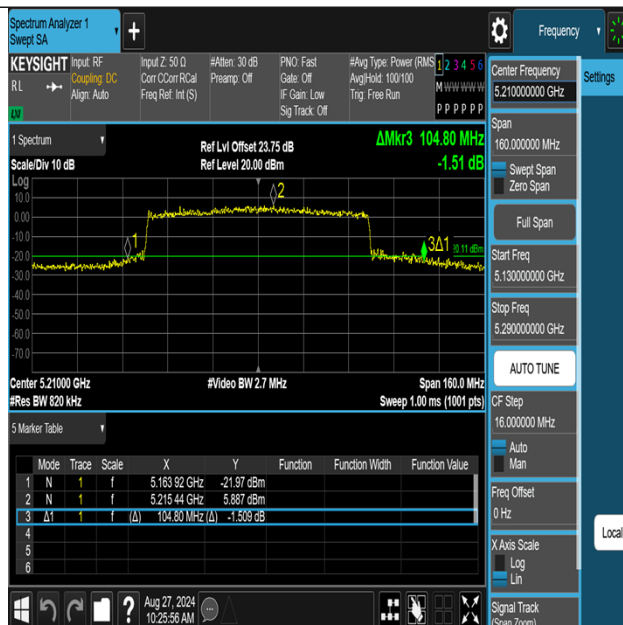 Spectrum Analyzer 1
Swept SA
+
Frequency
KEYSIGHT
RL
Input: RF
Coupling: DC
Align: Auto
Input Z: 50 Ω
Corr CCorr RCal
Freq Ref: Int (S)
#Atten: 30 dB
Preamp: Off
PNO: Fast
Gate: Off
IF Gain: Low
Sig Track: Off
#Avg Type: Power (RMS
Avg|Hold: 100/100
Trig: Free Run
1 2 3 4 5 6
M W W W W W
P P P P P P
LXI
1 Spectrum
Scale/Div 10 dB
Ref Lvl Offset 23.75 dB
Ref Level 20.00 dBm
ΔMkr3 104.80 MHz
-1.51 dB
Log
10.0
0.00
-10.0
-20.0
-30.0
-40.0
-50.0
-60.0
-70.0
1
2
3Δ1
Center 5.21000 GHz
#Res BW 820 kHz
#Video BW 2.7 MHz
Span 160.0 MHz
Sweep 1.00 ms (1001 pts)
5 Marker Table
Mode Trace Scale X Y Function Function Width Function Value
1 N 1 f 5.163 92 GHz -21.97 dBm
2 N 1 f 5.215 44 GHz 5.887 dBm
3 Δ1 1 f (Δ) 104.80 MHz (Δ) -1.509 dB
4
5
6
Aug 27, 2024
10:25:56 AM
?
Center Frequency
5.210000000 GHz
Settings
Span
160.000000 MHz
Swept Span
Zero Span
Full Span
Start Freq
5.130000000 GHz
Stop Freq
5.290000000 GHz
AUTO TUNE
CF Step
16.000000 MHz
Auto
Man
Freq Offset
0 Hz
Local
X Axis Scale
Log
Lin
Signal Track
(Span Zoom)